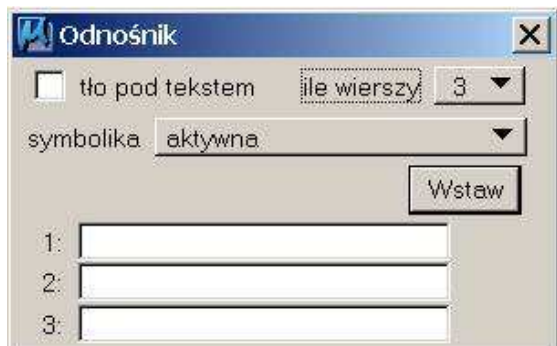 Odnośnik
tło pod tekstem ile wierszy 3
symbolika aktywna
Wstaw
1:
2:
3: